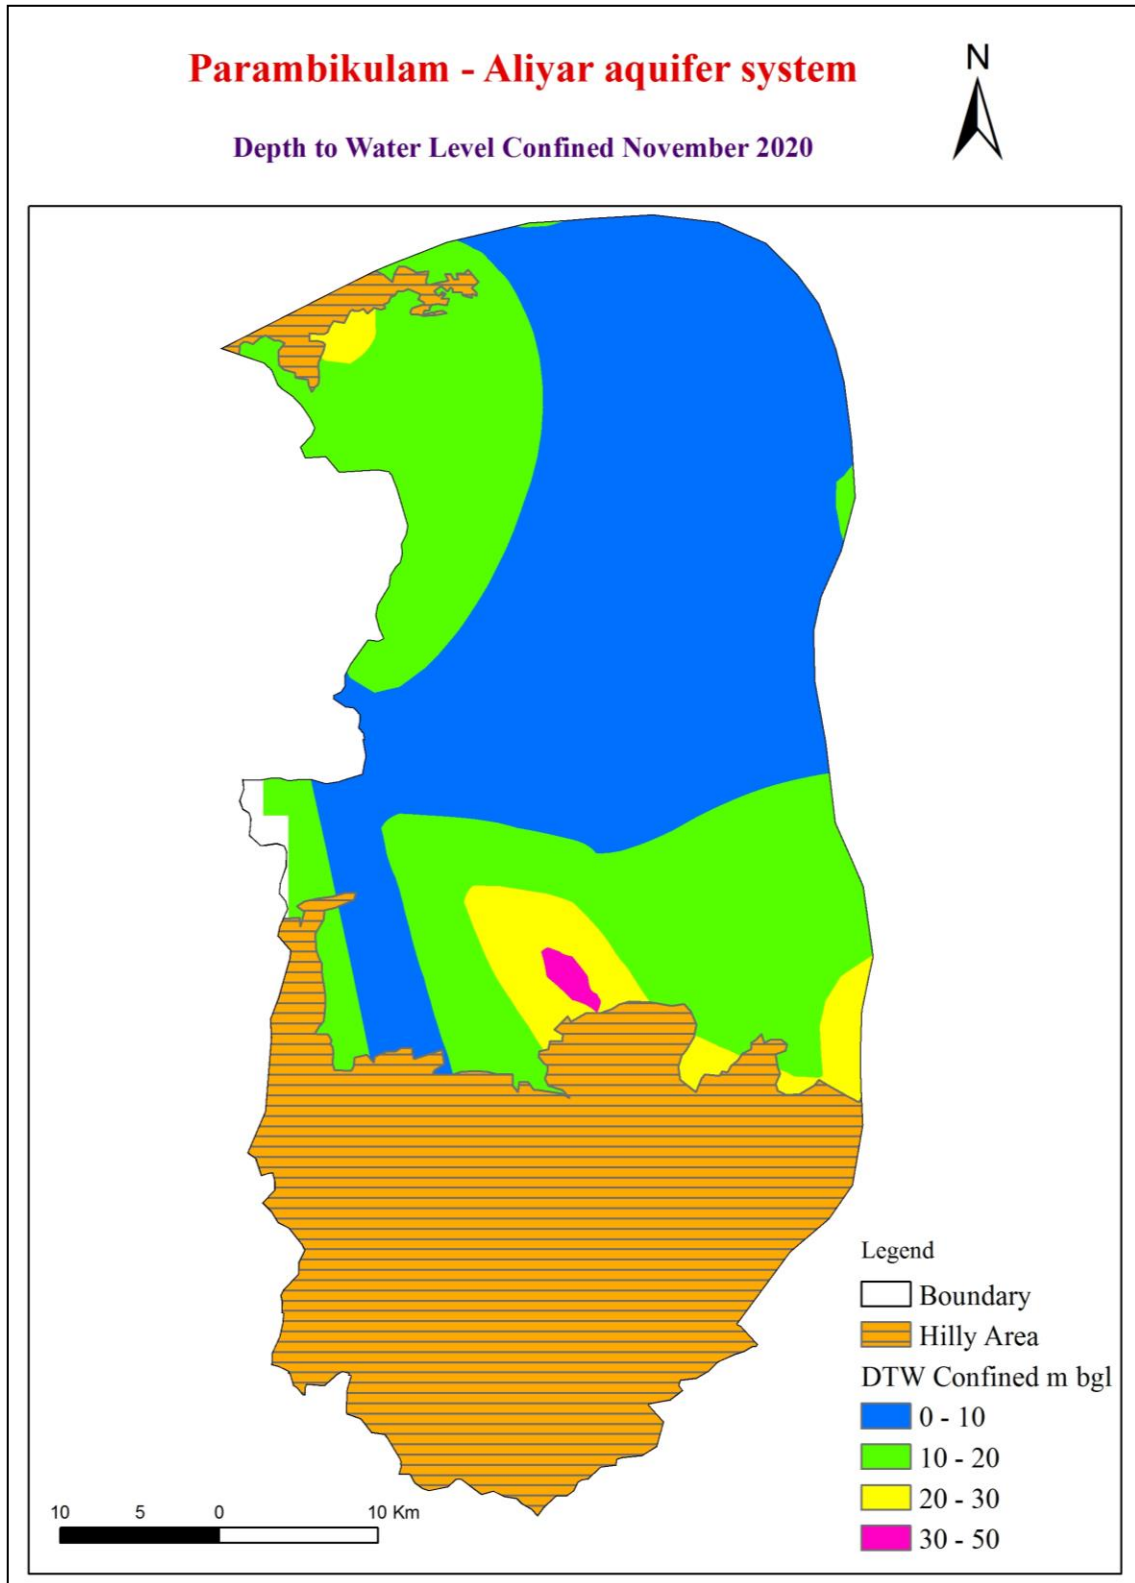 Parambikulam - Aliyar aquifer system
N
Depth to Water Level Confined November 2020
Legend
Boundary
Hilly Area
DTW Confined m bgl
0 - 10
10 - 20
20 - 30
30 - 50
10 5 0 10 Km